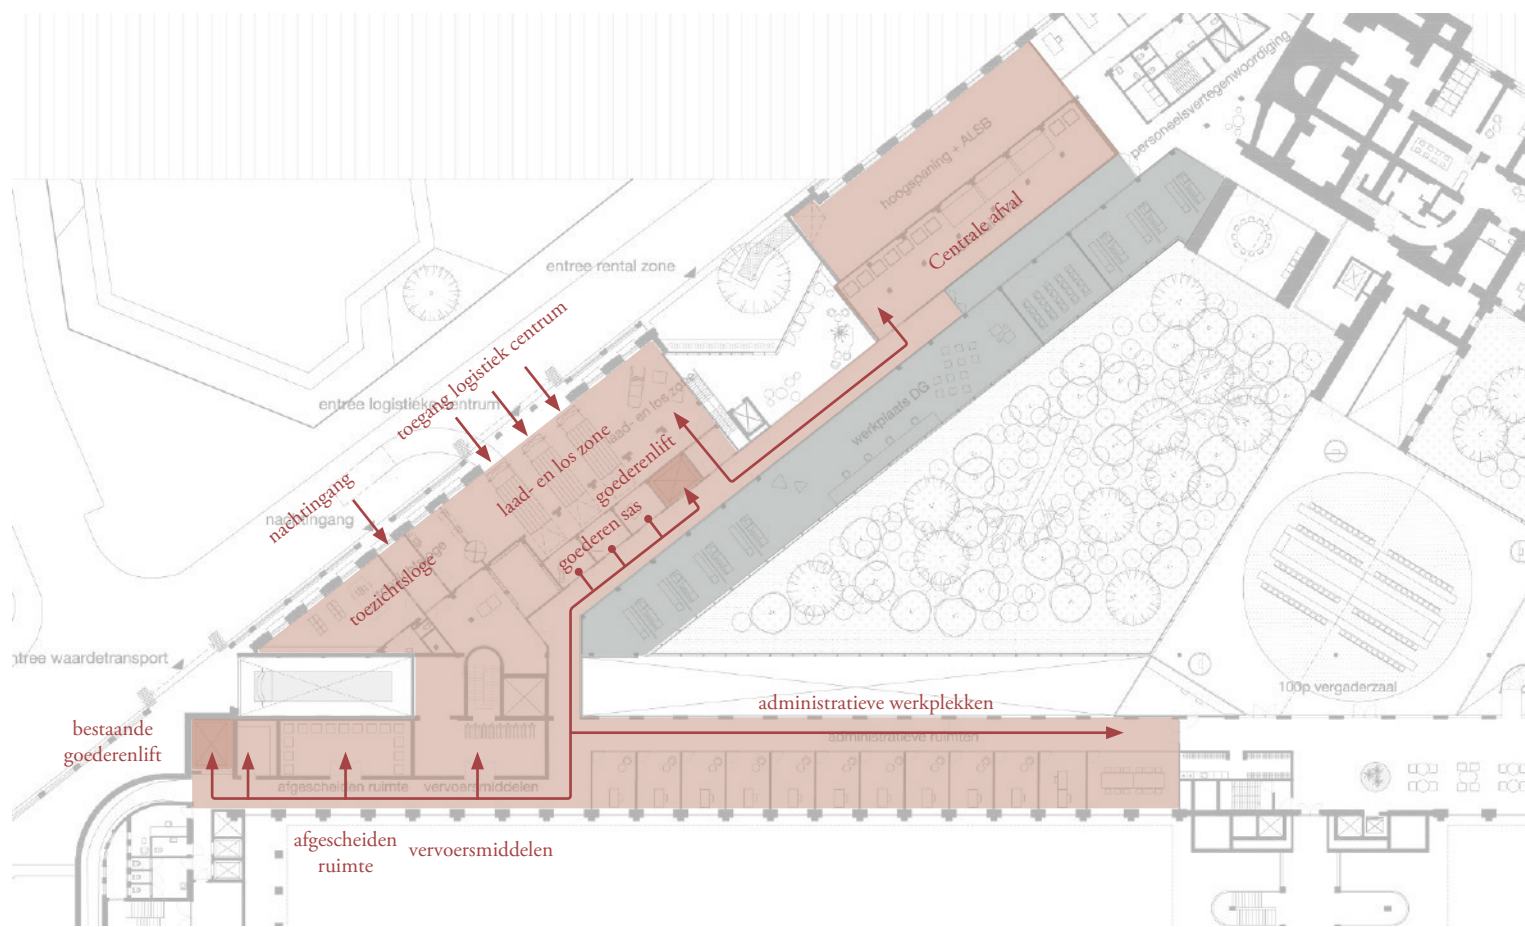 personeelsvertegenwoordiging
hoogspaning + ALSB
Centrale afval
entree rental zone
toegang logistiek centrum
entree logistieke centrum
laad- en los zone
laad- en los zone
goederenlift
werkplaats DG
nachtingang
nachtingang
goederen sas
toezichtsloge
ntree waardetransport
100p vergaderzaal
administratieve werkplekken
administratieve ruimten
bestaande
goederenlift
afgescheiden ruimte
vervoersmiddelen
afgescheiden
ruimte
vervoersmiddelen